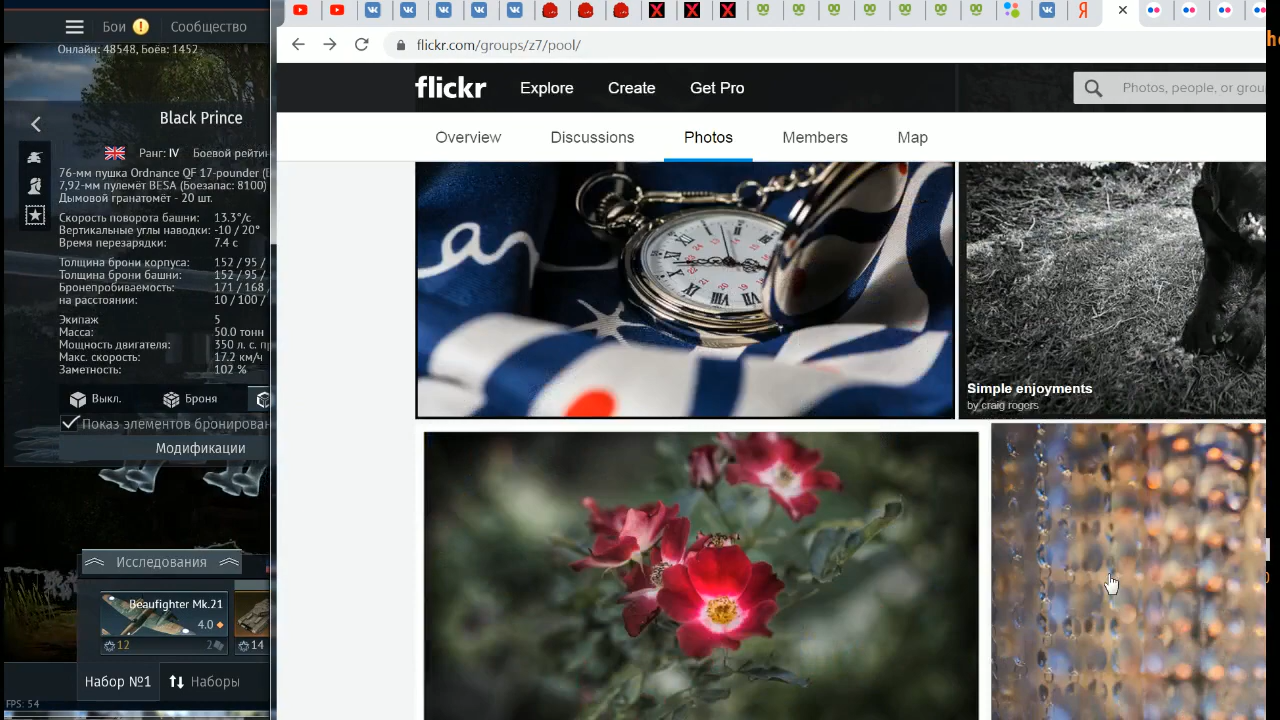 Бои
Сообщество
Онлайн: 48548, Боёв: 1452
Black Prince
Ранг: IV Боевой рейтин
76-мм пушка Ordnance QF 17-pounder (
7,92-мм пулемёт BESA (Боезапас: 8100)
Дымовой гранатомёт - 20 шт.
Скорость поворота башни: 13.3°/с
Вертикальные углы наводки: -10 / 20°
Время перезарядки: 7.4 с
Толщина брони корпуса: 152 / 95 /
Толщина брони башни: 152 / 95 /
Бронепробиваемость: 171 / 168 /
на расстоянии: 10 / 100 /
Экипаж 5
Масса: 50.0 тонн
Мощность двигателя: 350 л. с. п
Макс. скорость: 17.2 км/ч
Заметность: 102 %
Выкл.
Броня
Показ элементов бронирован
Модификации
Исследования
Beaufighter Mk.21
4.0
12
2
14
Набор №1
Наборы
FPS: 54
flickr.com/groups/z7/pool/
flickr
Explore
Create
Get Pro
Photos, people, or grou
Overview
Discussions
Photos
Members
Map
Simple enjoyments
by craig rogers